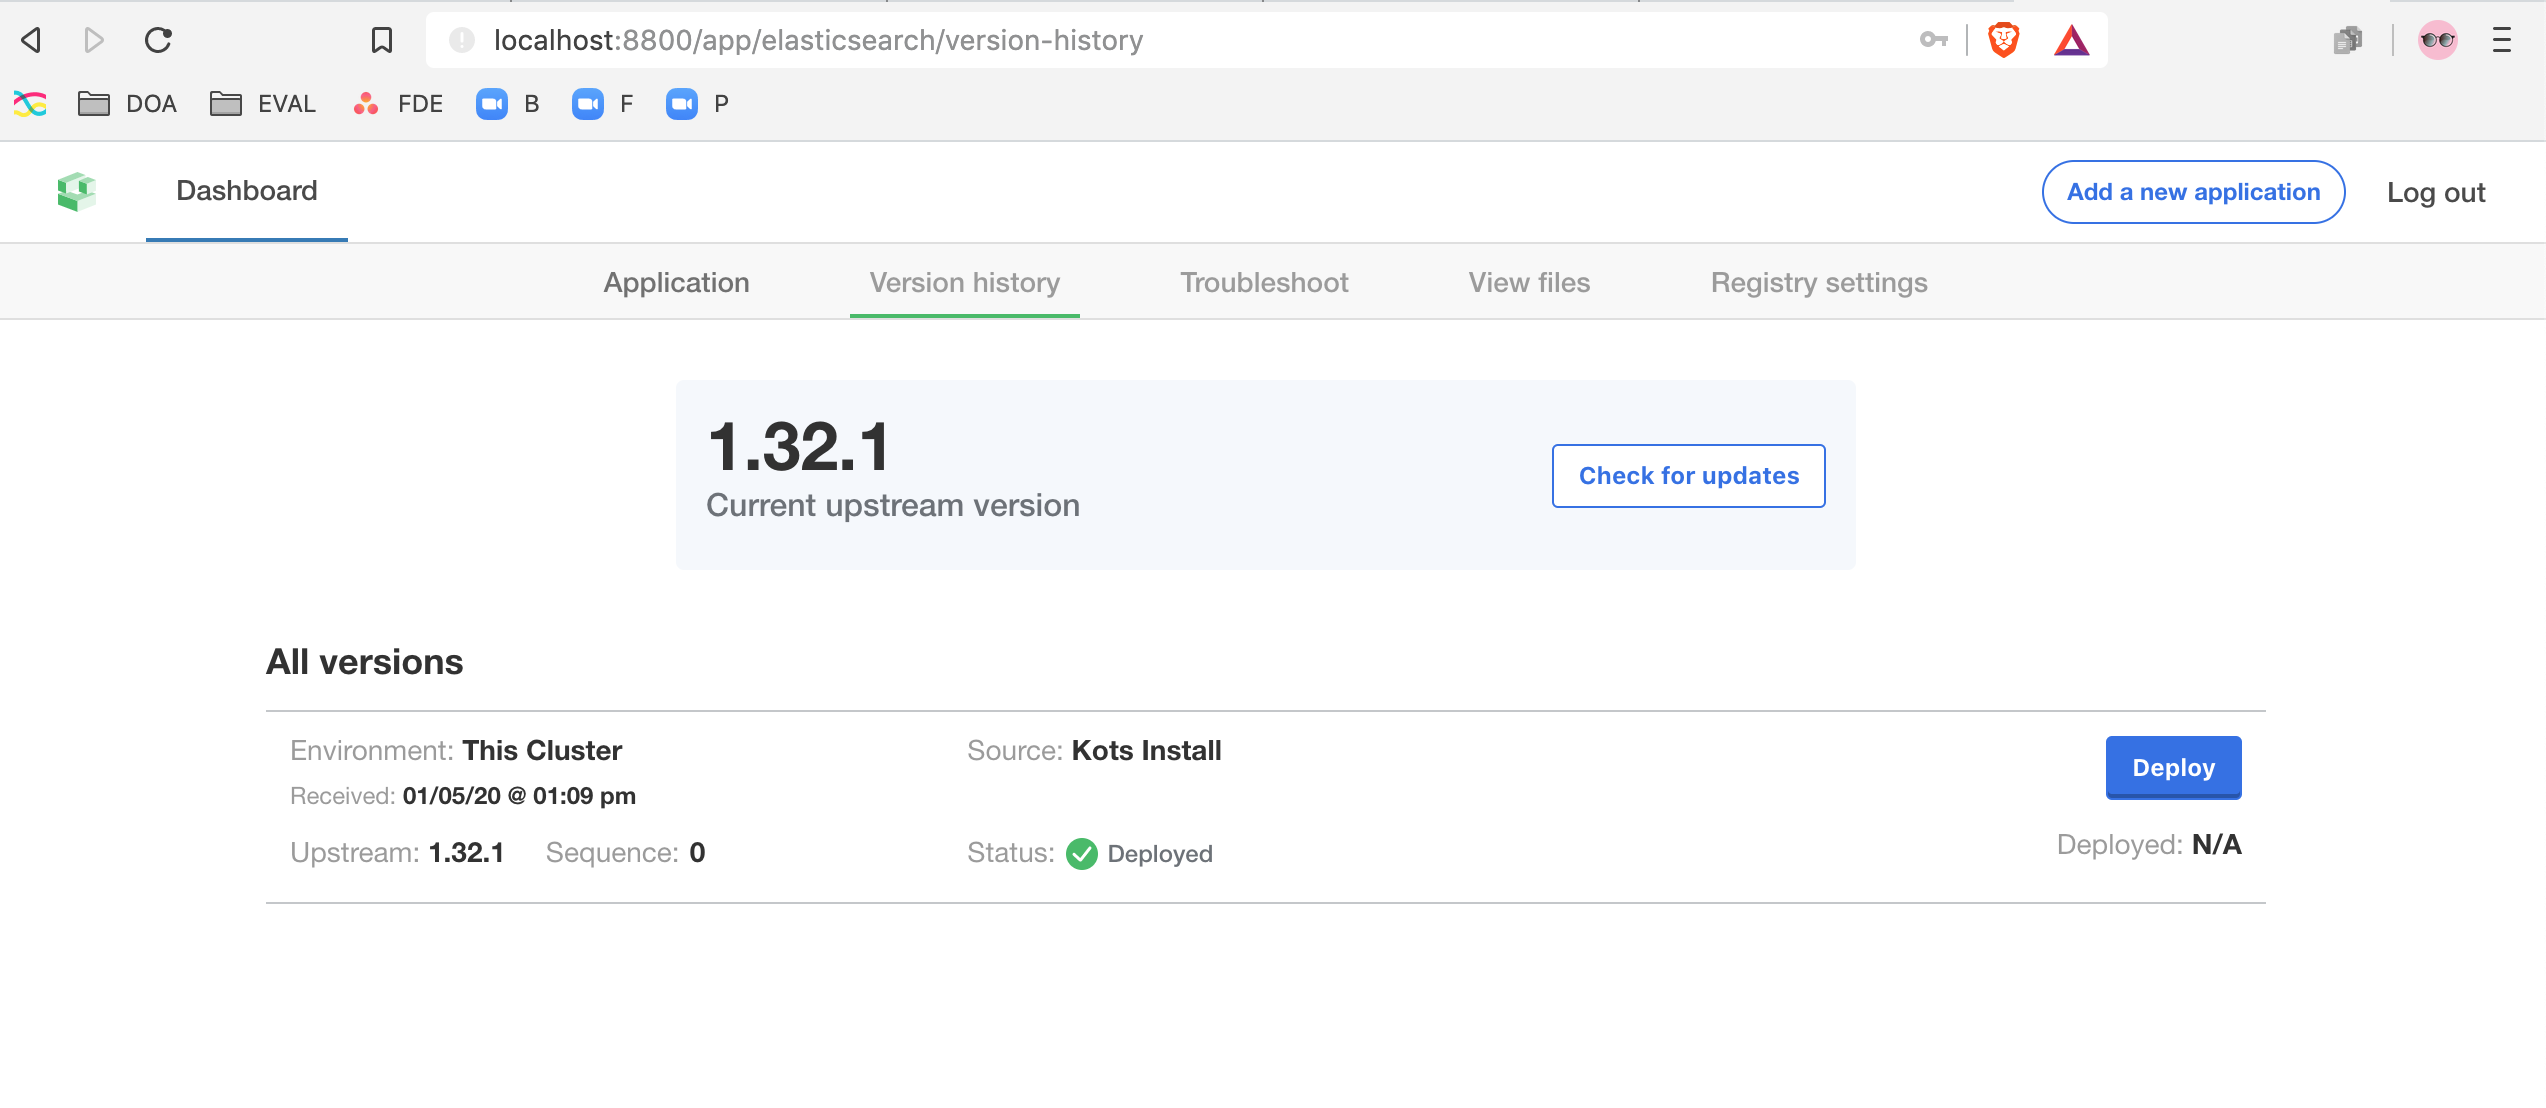 localhost:8800/app/elasticsearch/version-history
DOA EVAL FDE B F P
Dashboard Add a new application Log out
Application Version history Troubleshoot View files Registry settings
1.32.1
Current upstream version
Check for updates
All versions
Environment: This Cluster Source: Kots Install
Deploy
Received: 01/05/20 @ 01:09 pm
Upstream: 1.32.1 Sequence: 0 Status: Deployed
Deployed: N/A